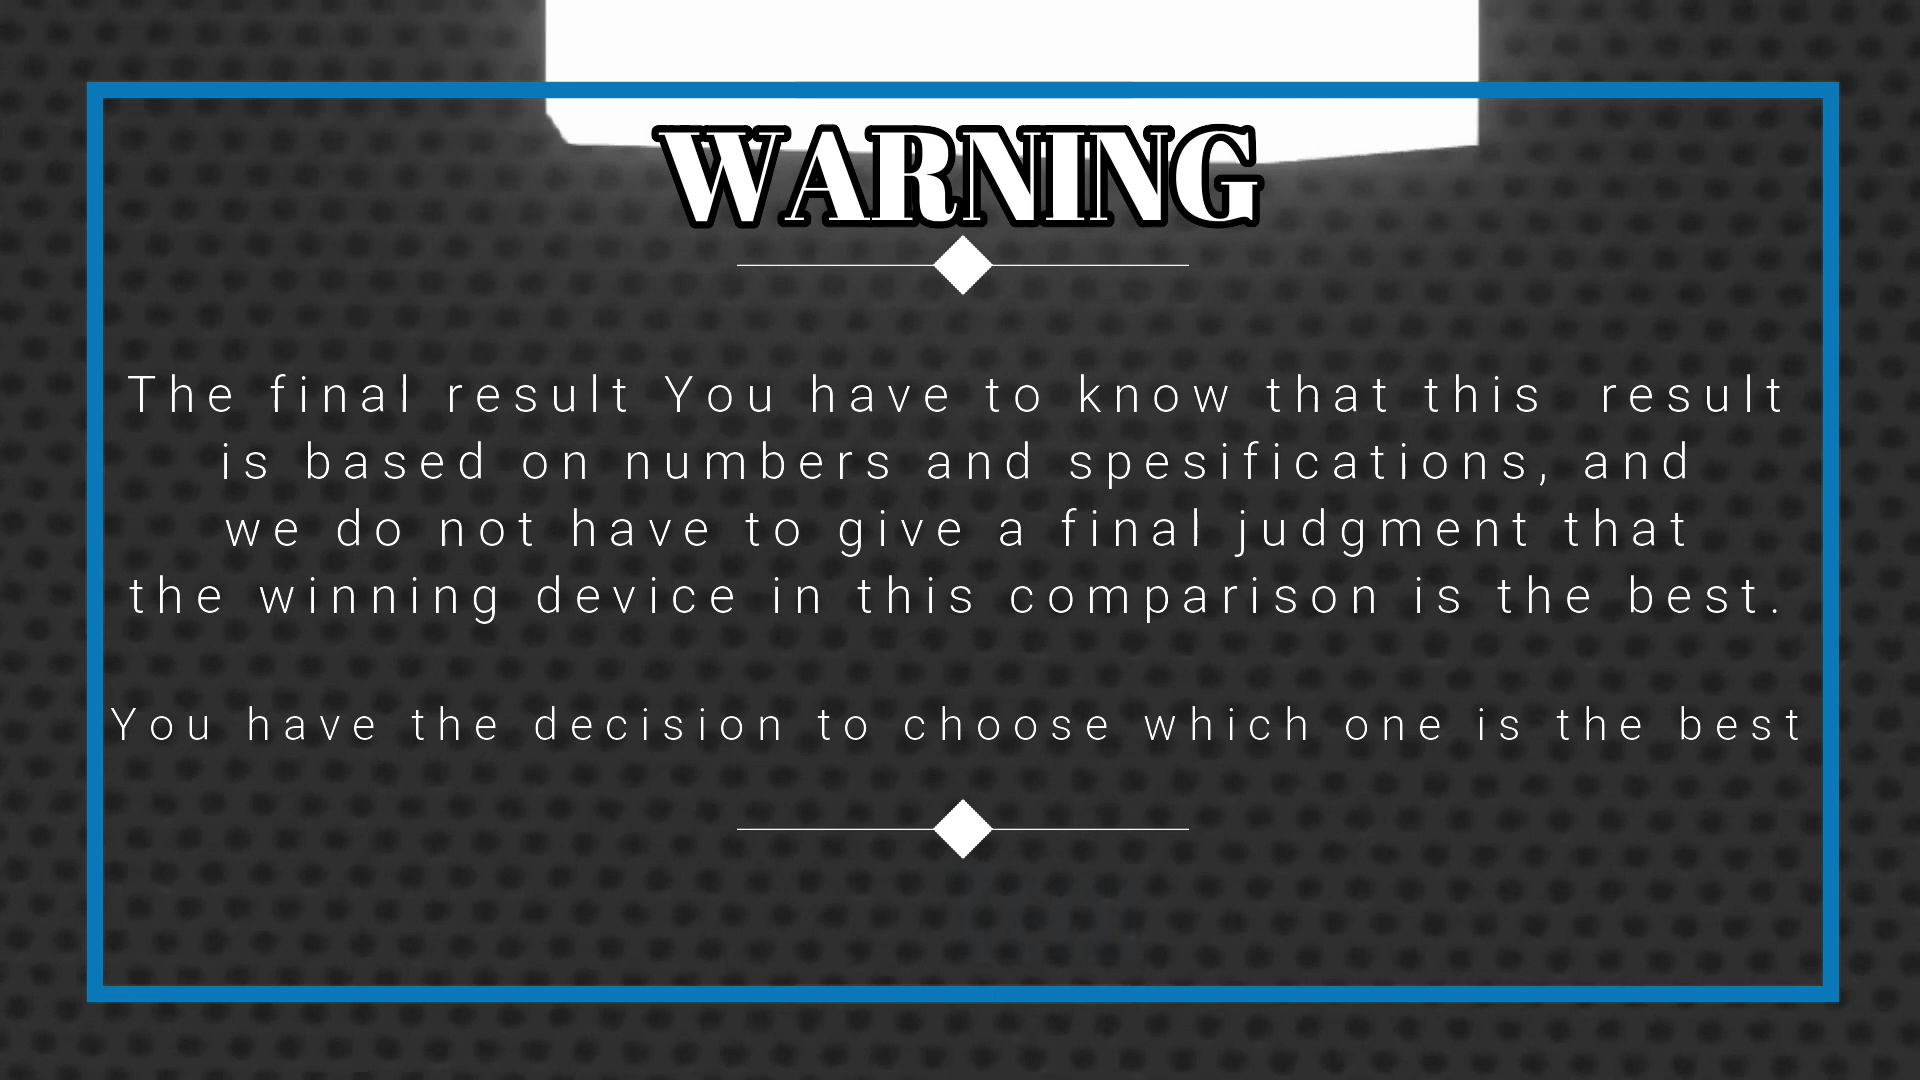 WARNING
The final result You have to know that this result
is based on numbers and spesifications, and
we do not have to give a final judgment that
the winning device in this comparison is the best.
You have the decision to choose which one is the best